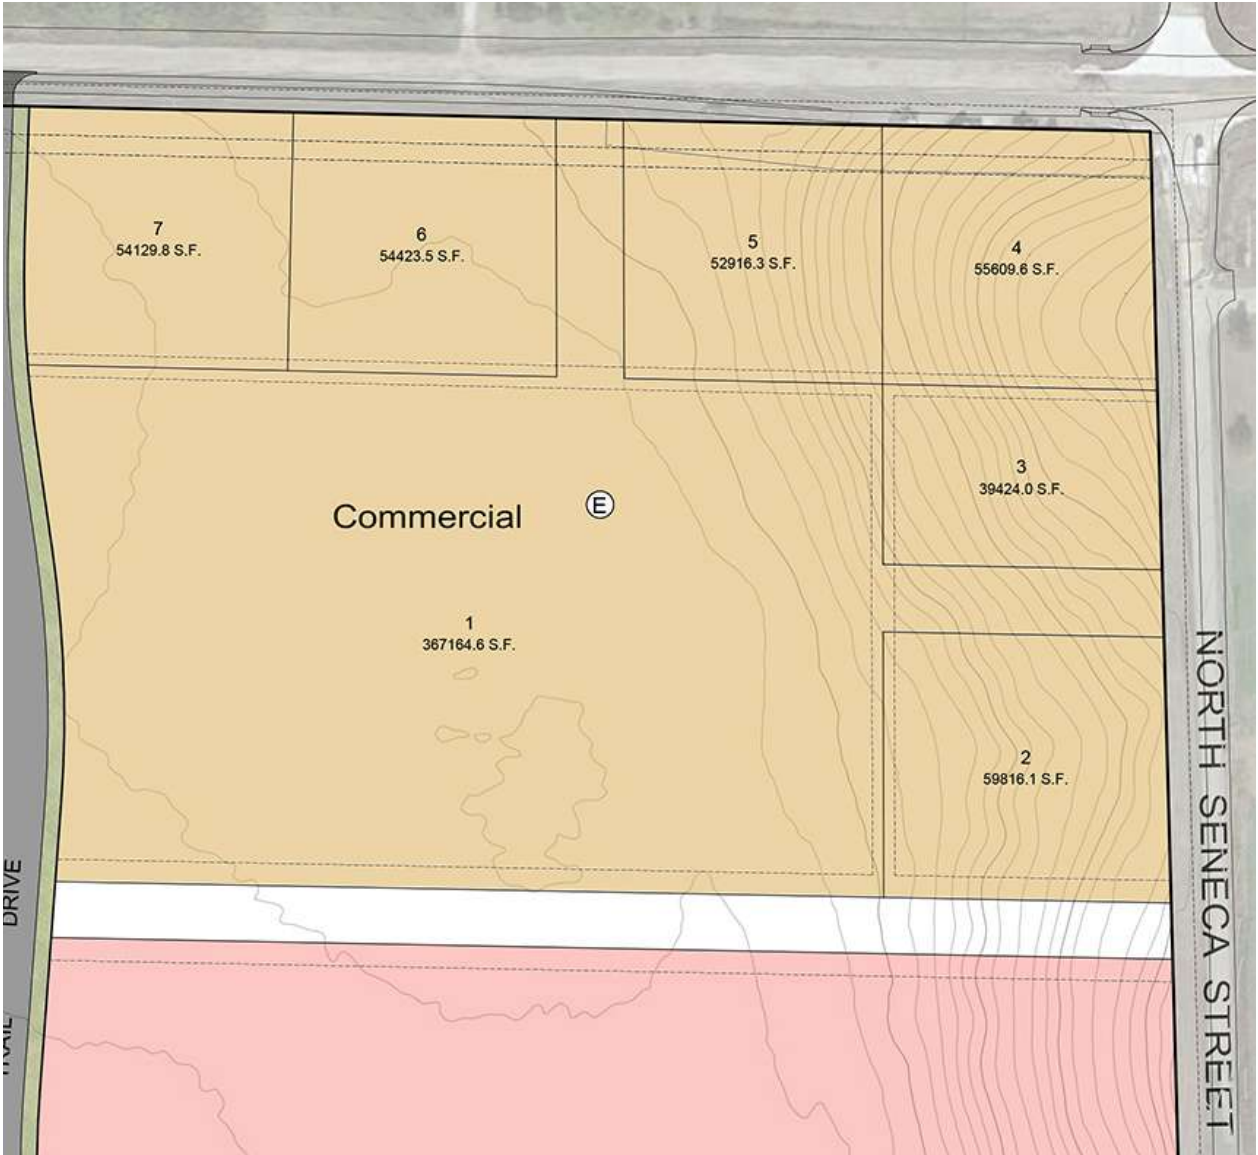 7
54129.8 S.F.
6
54423.5 S.F.
5
52916.3 S.F.
4
55609.6 S.F.
3
39424.0 S.F.
Commercial
E
1
367164.6 S.F.
2
59816.1 S.F.
NORTH SENECA STREET
DRIVE
TRAIL